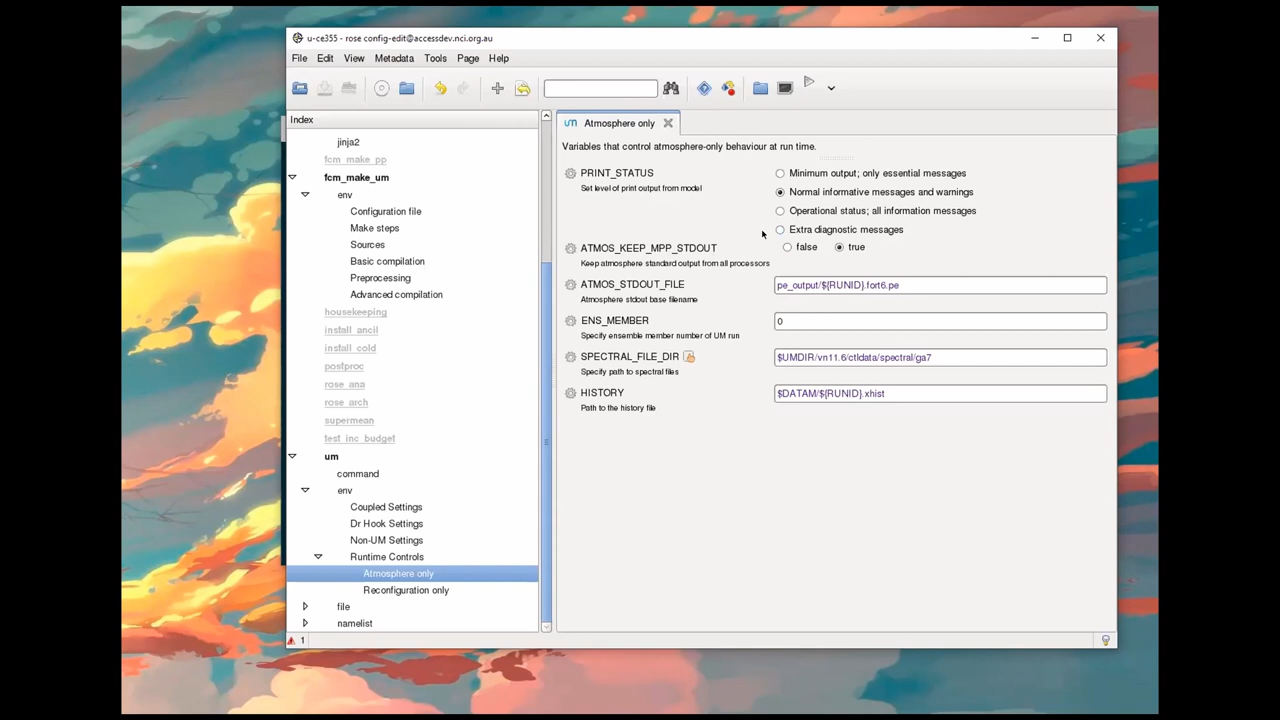 u-ce355 - rose config-edit@accessdev.nci.org.au
File Edit View Metadata Tools Page Help
Index
jinja2
fcm_make_pp
fcm_make_um
env
Configuration file
Make steps
Sources
Basic compilation
Preprocessing
Advanced compilation
housekeeping
install_ancil
install_cold
postproc
rose_ana
rose_arch
supermean
test_inc_budget
um
command
env
Coupled Settings
Dr Hook Settings
Non-UM Settings
Runtime Controls
Atmosphere only
Reconfiguration only
file
namelist
1
um Atmosphere only
Variables that control atmosphere-only behaviour at run time.
PRINT_STATUS
Set level of print output from model
Minimum output; only essential messages
Normal informative messages and warnings
Operational status; all information messages
Extra diagnostic messages
ATMOS_KEEP_MPP_STDOUT
false true
Keep atmosphere standard output from all processors
ATMOS_STDOUT_FILE
pe_output/${RUNID}.fort6.pe
Atmosphere stdout base filename
ENS_MEMBER
0
Specify ensemble member number of UM run
SPECTRAL_FILE_DIR
$UMDIR/vn11.6/ctldata/spectral/ga7
Specify path to spectral files
HISTORY
$DATAM/${RUNID}.xhist
Path to the history file